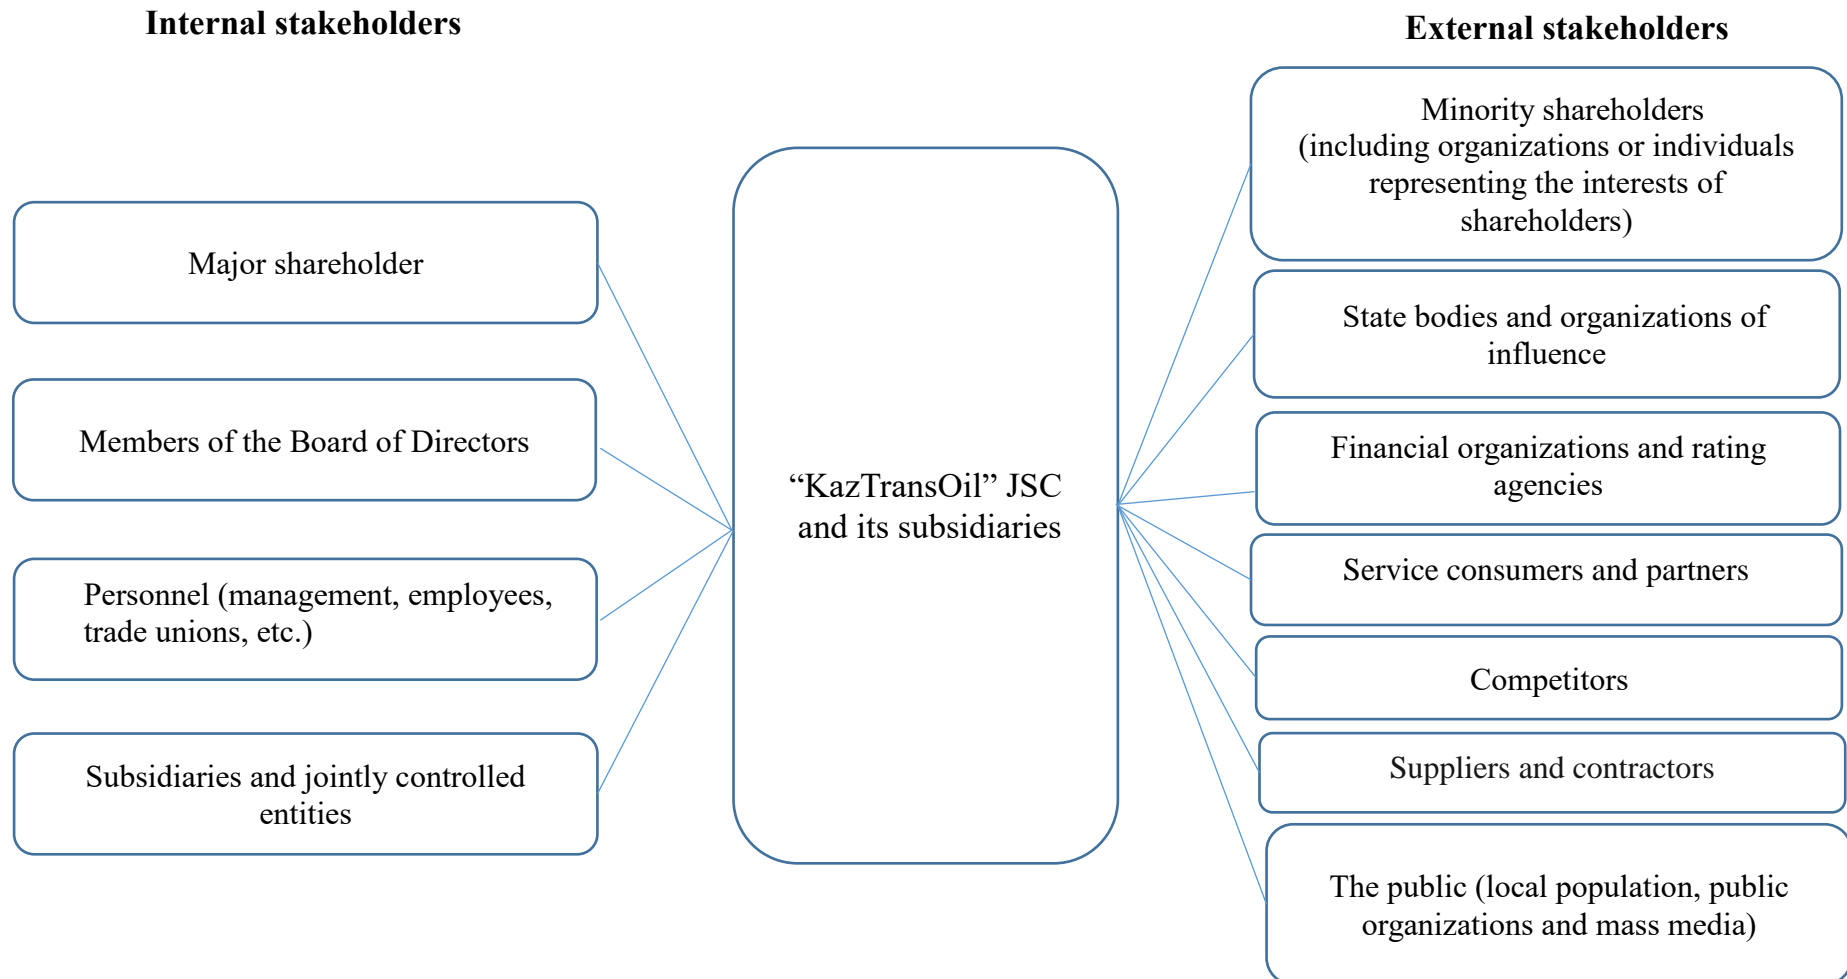 Internal stakeholders
Major shareholder
Members of the Board of Directors
Personnel (management, employees,
trade unions, etc.)
Subsidiaries and jointly controlled
entities
“KazTransOil” JSC
and its subsidiaries
External stakeholders
Minority shareholders
(including organizations or individuals
representing the interests of
shareholders)
State bodies and organizations of
influence
Financial organizations and rating
agencies
Service consumers and partners
Competitors
Suppliers and contractors
The public (local population, public
organizations and mass media)